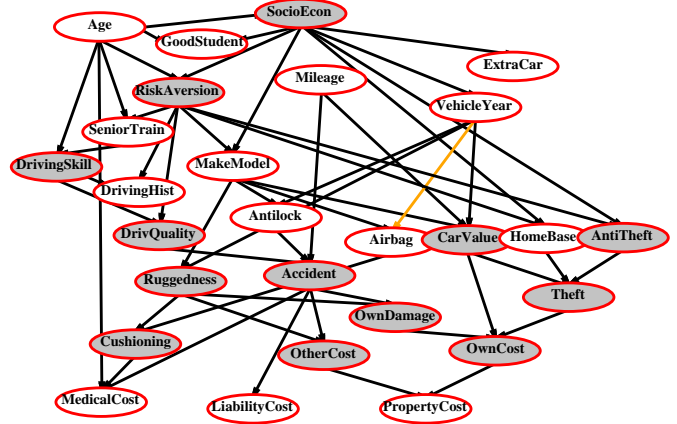 SocioEcon
Age
GoodStudent
ExtraCar
Mileage
RiskAversion
VehicleYear
SeniorTrain
DrivingSkill
MakeModel
DrivingHist
Antilock
DrivQuality
Airbag
CarValue
HomeBase
AntiTheft
Ruggedness
Accident
Theft
OwnDamage
Cushioning
OtherCost
OwnCost
MedicalCost
LiabilityCost
PropertyCost